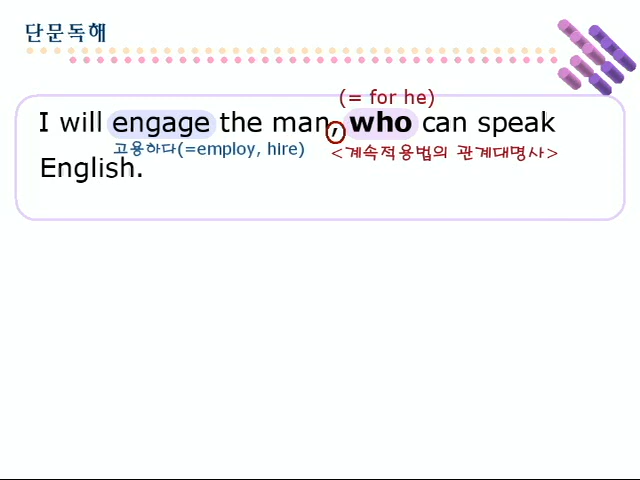 단문독해
(= for he)
I will engage the man, who can speak
고용하다(=employ, hire) <계속적용법의 관계대명사>
English.